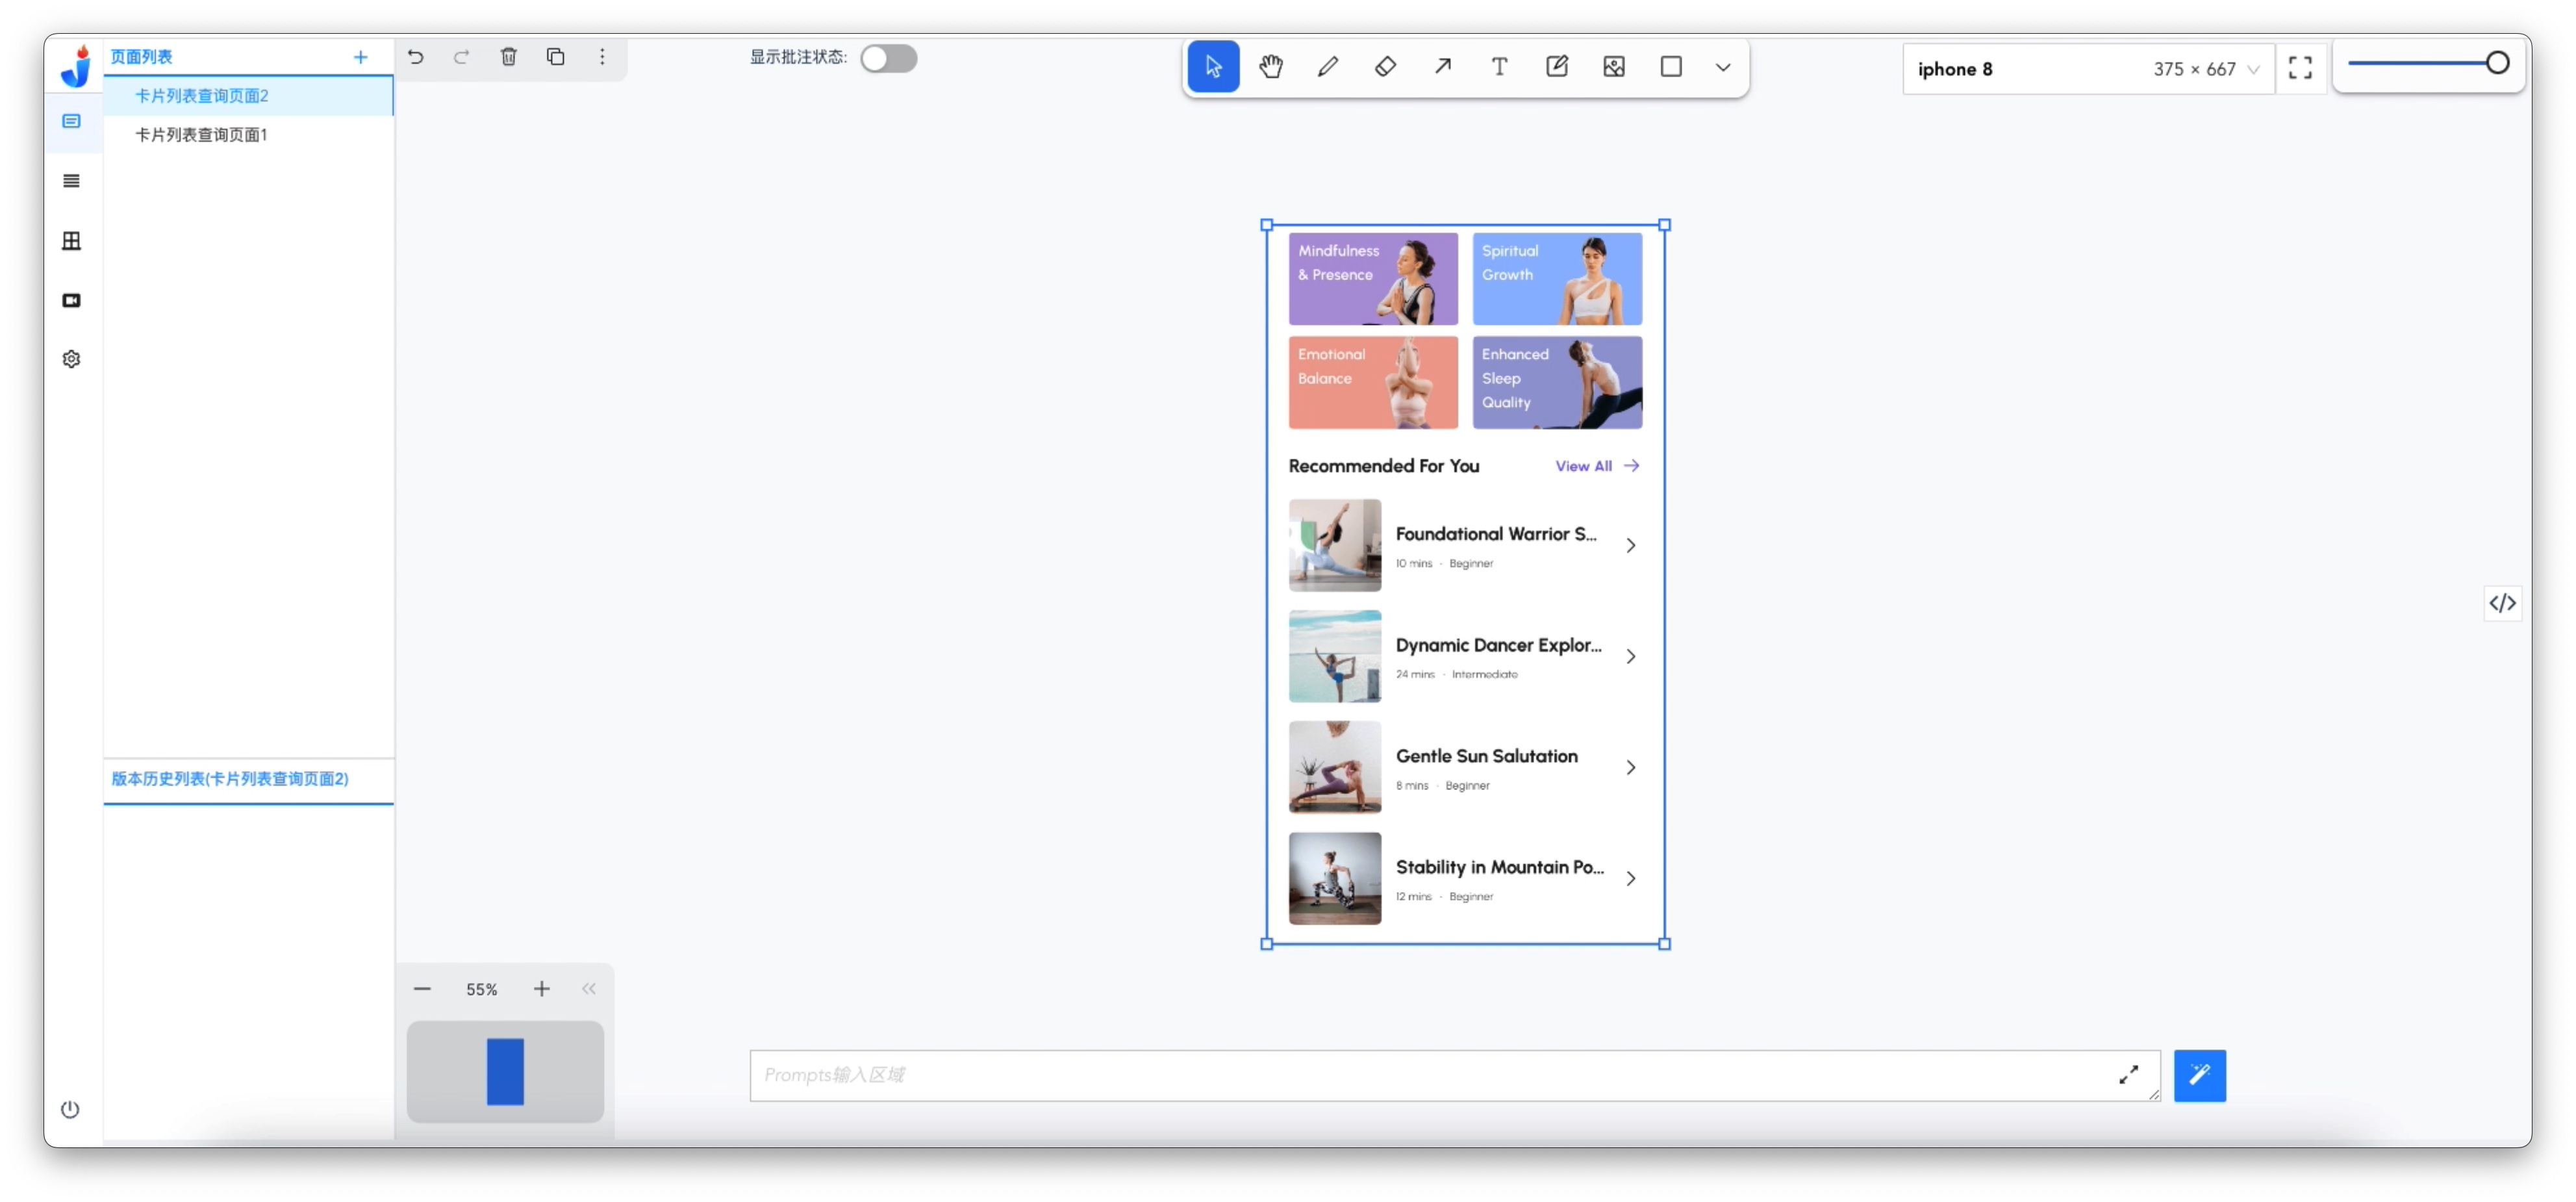 页面列表
卡片列表查询页面2
卡片列表查询页面1
显示批注状态:
iphone 8
375 × 667
Mindfulness
& Presence
Spiritual
Growth
Emotional
Balance
Enhanced
Sleep
Quality
Recommended For You
View All
Foundational Warrior S...
10 mins · Beginner
Dynamic Dancer Explor...
24 mins · Intermediate
Gentle Sun Salutation
8 mins · Beginner
Stability in Mountain Po...
12 mins · Beginner
版本历史列表(卡片列表查询页面2)
55%
Prompts输入区域